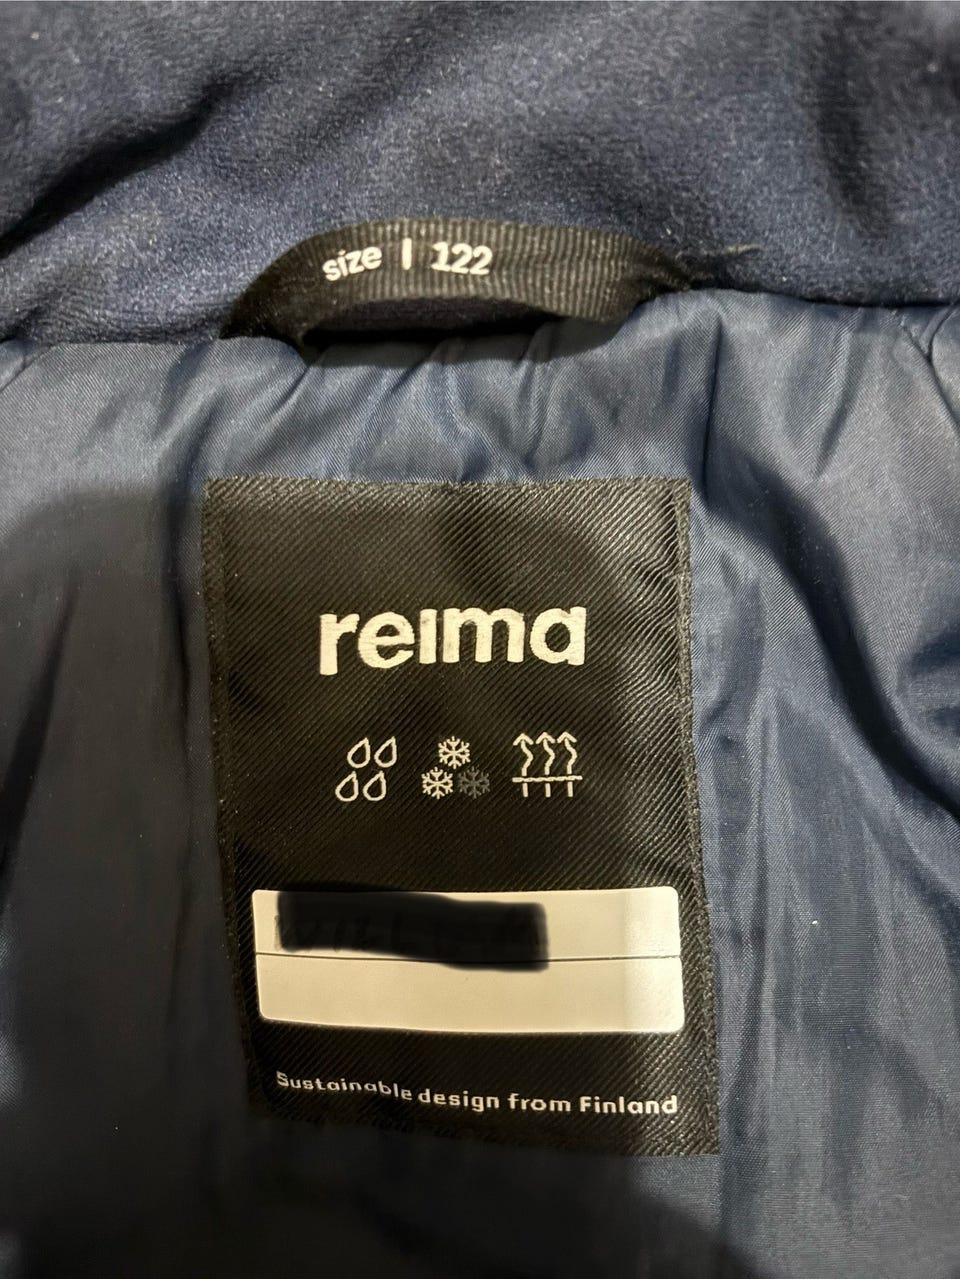 size | 122
reima
Sustainable design from Finland